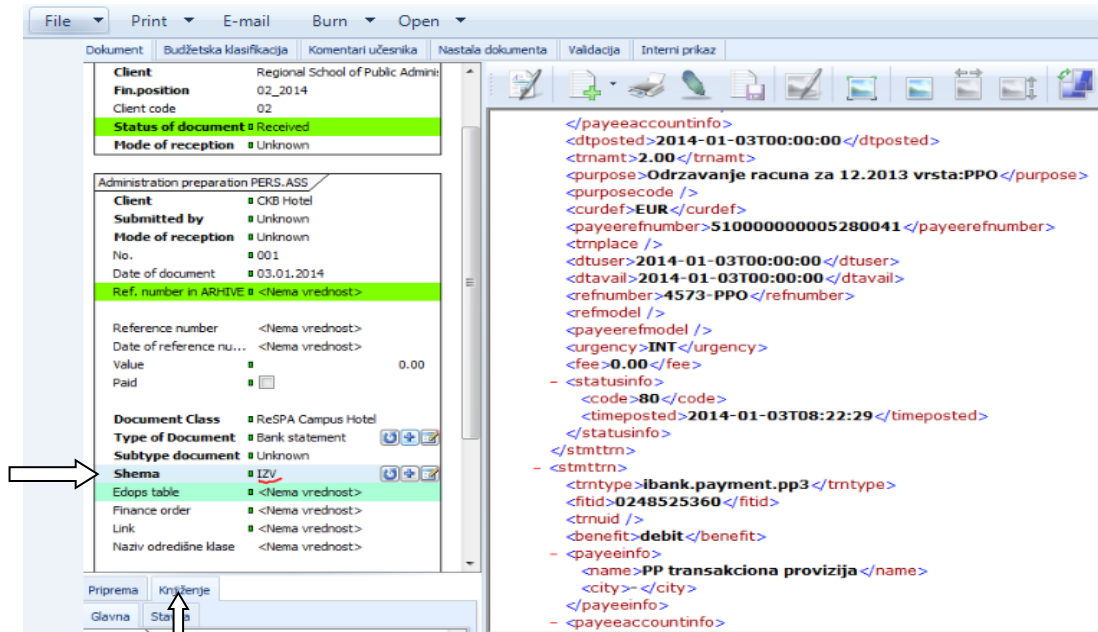 File Print E-mail Burn Open
Dokument Budžetska klasifikacija Komentari učesnika Nastala dokumenta Validacija Interni prikaz
Client Regional School of Public Adminis
Fin.position 02_2014
Client code 02
Status of document Received
Mode of reception Unknown
Administration preparation PERS.ASS
Client CKB Hotel
Submitted by Unknown
Mode of reception Unknown
No. 001
Date of document 03.01.2014
Ref. number in ARHIVE <Nema vrednost>
Reference number <Nema vrednost>
Date of reference nu... <Nema vrednost>
Value 0.00
Paid
Document Class ReSPA Campus Hotel
Type of Document Bank statement
Subtype document Unknown
Shema IZV
Edops table <Nema vrednost>
Finance order <Nema vrednost>
Link <Nema vrednost>
Naziv odredišne klase <Nema vrednost>
Priprema Knjiženje
Glavna
</payeeaccountinfo>
<dtposted>2014-01-03T00:00:00</dtposted>
<trnamt>2.00</trnamt>
<purpose>Odrzavanje racuna za 12.2013 vrsta:PPO</purpose>
<purposecode />
<curdef>EUR</curdef>
<payeerefnumber>510000000005280041</payeerefnumber>
<trnplace />
<dtuser>2014-01-03T00:00:00</dtuser>
<dtavail>2014-01-03T00:00:00</dtavail>
<refnumber>4573-PPO</refnumber>
<refmodel />
<payeerefmodel />
<urgency>INT</urgency>
<fee>0.00</fee>
- <statusinfo>
<code>80</code>
<timeposted>2014-01-03T08:22:29</timeposted>
</statusinfo>
</stmttrn>
- <stmttrn>
<trntype>ibank.payment.pp3</trntype>
<fitid>0248525360</fitid>
<trnuid />
<benefit>debit</benefit>
- <payeeinfo>
<name>PP transakciona provizija</name>
<city>-</city>
</payeeinfo>
- <payeeaccountinfo>